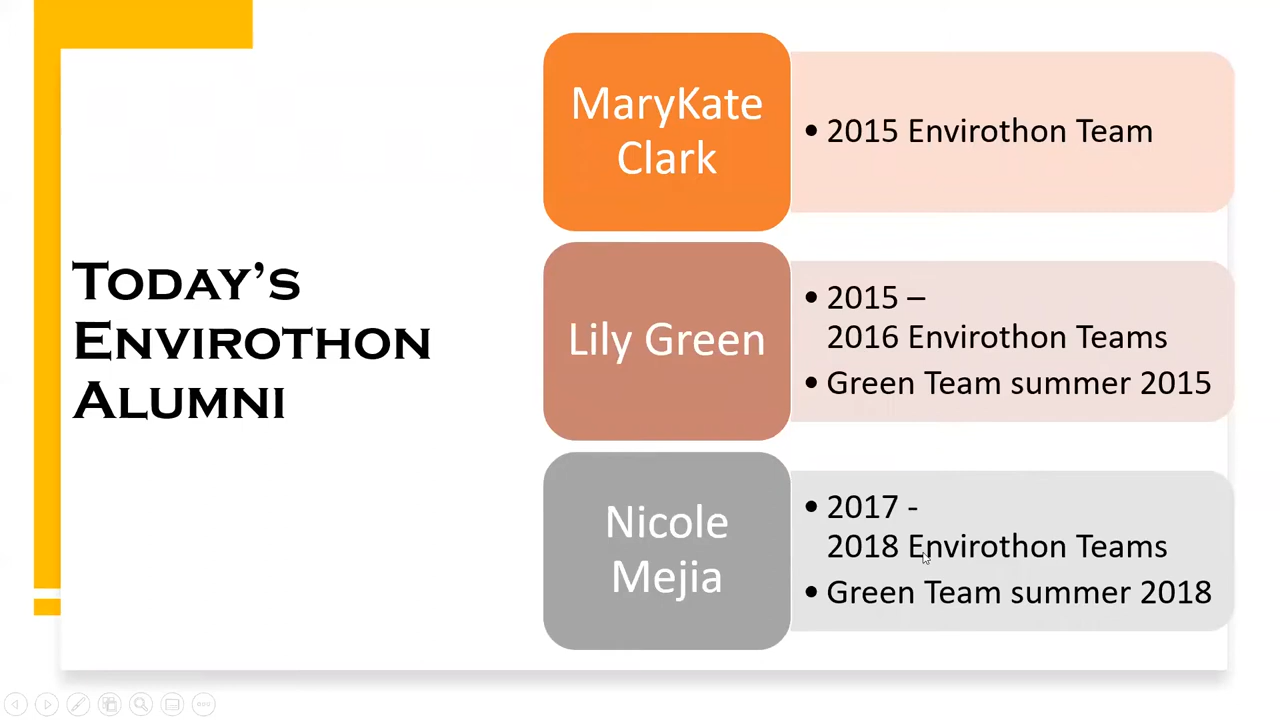 Today's
Envirothon
Alumni
MaryKate
Clark
• 2015 Envirothon Team
Lily Green
• 2015 –
2016 Envirothon Teams
• Green Team summer 2015
Nicole
Mejia
• 2017 -
2018 Envirothon Teams
• Green Team summer 2018